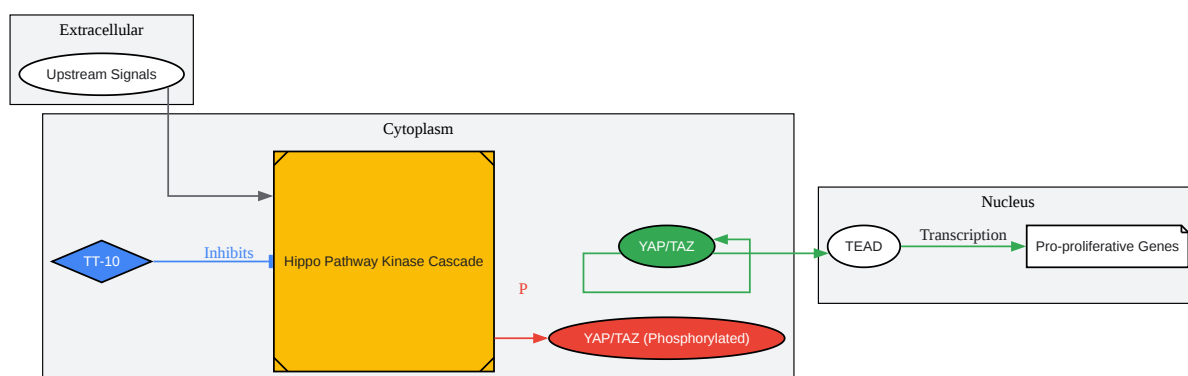 Extracellular
Upstream Signals
Cytoplasm
Nucleus
TT-10
Inhibits
Hippo Pathway Kinase Cascade
YAP/TAZ
TEAD
Transcription
Pro-proliferative Genes
P
YAP/TAZ (Phosphorylated)